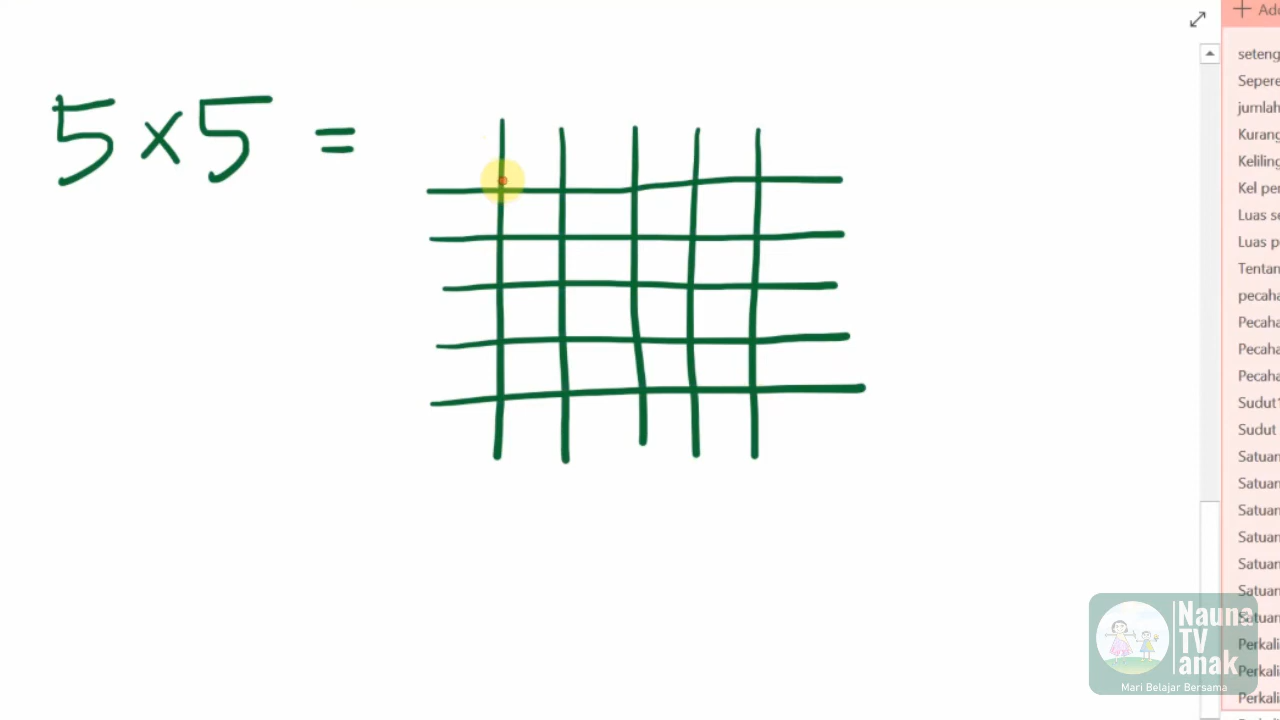 5 × 5 =
+ Add
seteng
Sepere
jumlah
Kurang
Keliling
Kel per
Luas se
Luas p
Tentan
pecaha
Pecaha
Pecaha
Pecaha
Sudut1
Sudut
Satuan
Satuan
Satuan
Satuan
Satuan
Satuan
Satuan
Perkali
Perkali
Perkali
Nauna
TV
anak
Mari Belajar Bersama